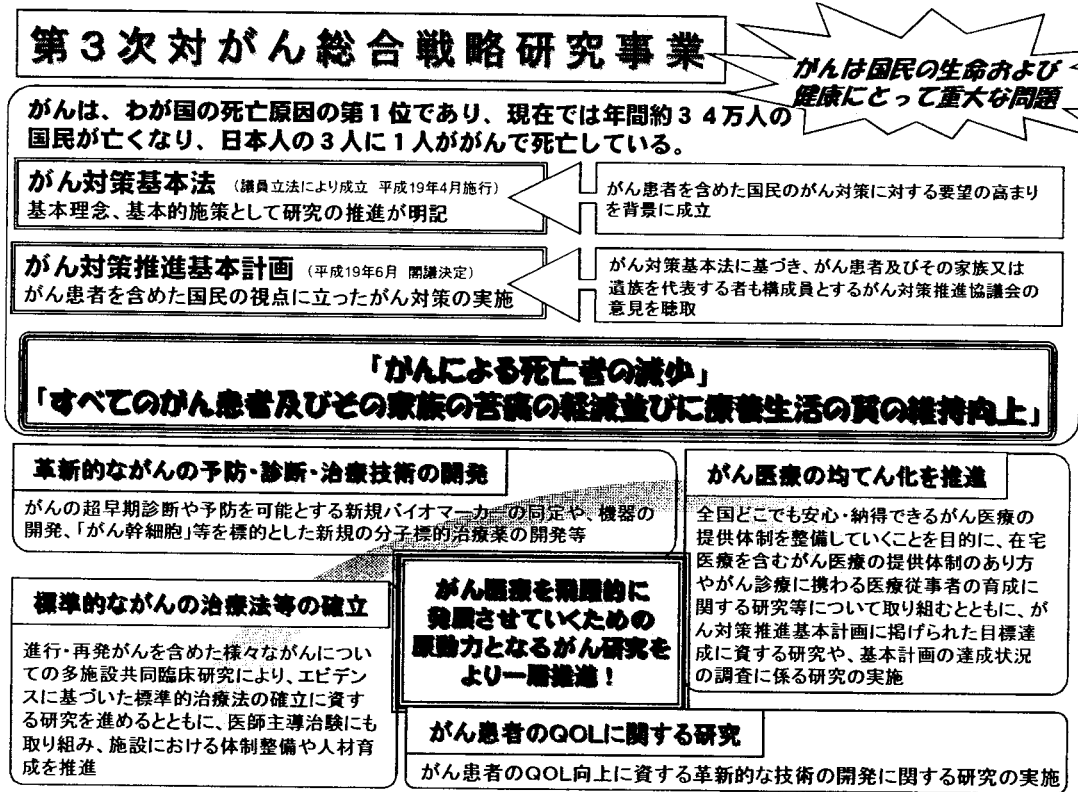 第3次対がん総合戦略研究事業
がんは国民の生命および
健康にとって重大な問題
がんは、わが国の死亡原因の第1位であり、現在では年間約34万人の
国民が亡くなり、日本人の3人に1人ががんで死亡している。
がん対策基本法 (議員立法により成立 平成19年4月施行)
基本理念、基本的施策として研究の推進が明記
がん患者を含めた国民のがん対策に対する要望の高まり
を背景に成立
がん対策推進基本計画 (平成19年6月 閣議決定)
がん患者を含めた国民の視点に立ったがん対策の実施
がん対策基本法に基づき、がん患者及びその家族又は
遺族を代表する者も構成員とするがん対策推進協議会の
意見を聴取
「がんによる死亡者の減少」
「すべてのがん患者及びその家族の苦痛の軽減並びに療養生活の質の維持向上」
革新的ながんの予防・診断・治療技術の開発
がんの超早期診断や予防を可能とする新規バイオマーカーの同定や、機器の
開発、「がん幹細胞」等を標的とした新規の分子標的治療薬の開発等
がん医療の均てん化を推進
全国どこでも安心・納得できるがん医療の
提供体制を整備していくことを目的に、在宅
医療を含むがん医療の提供体制のあり方
やがん診療に携わる医療従事者の育成に
関する研究等について取り組むとともに、が
ん対策推進基本計画に掲げられた目標達
成に資する研究や、基本計画の達成状況
の調査に係る研究の実施
標準的ながんの治療法等の確立
進行・再発がんを含めた様々ながんについ
ての多施設共同臨床研究により、エビデン
スに基づいた標準的治療法の確立に資す
る研究を進めるとともに、医師主導治験にも
取り組み、施設における体制整備や人材育
成を推進
がん医療を飛躍的に
発展させていくための
原動力となるがん研究を
より一層推進!
がん患者のQOLに関する研究
がん患者のQOL向上に資する革新的な技術の開発に関する研究の実施